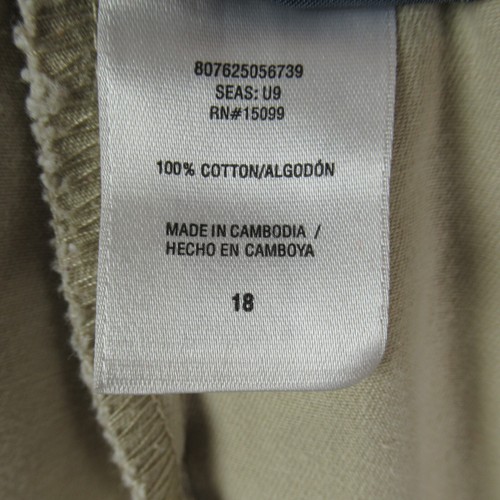 807625056739
SEAS: U9
RN#15099
100% COTTON/ALGODÓN
MADE IN CAMBODIA /
HECHO EN CAMBOYA
18